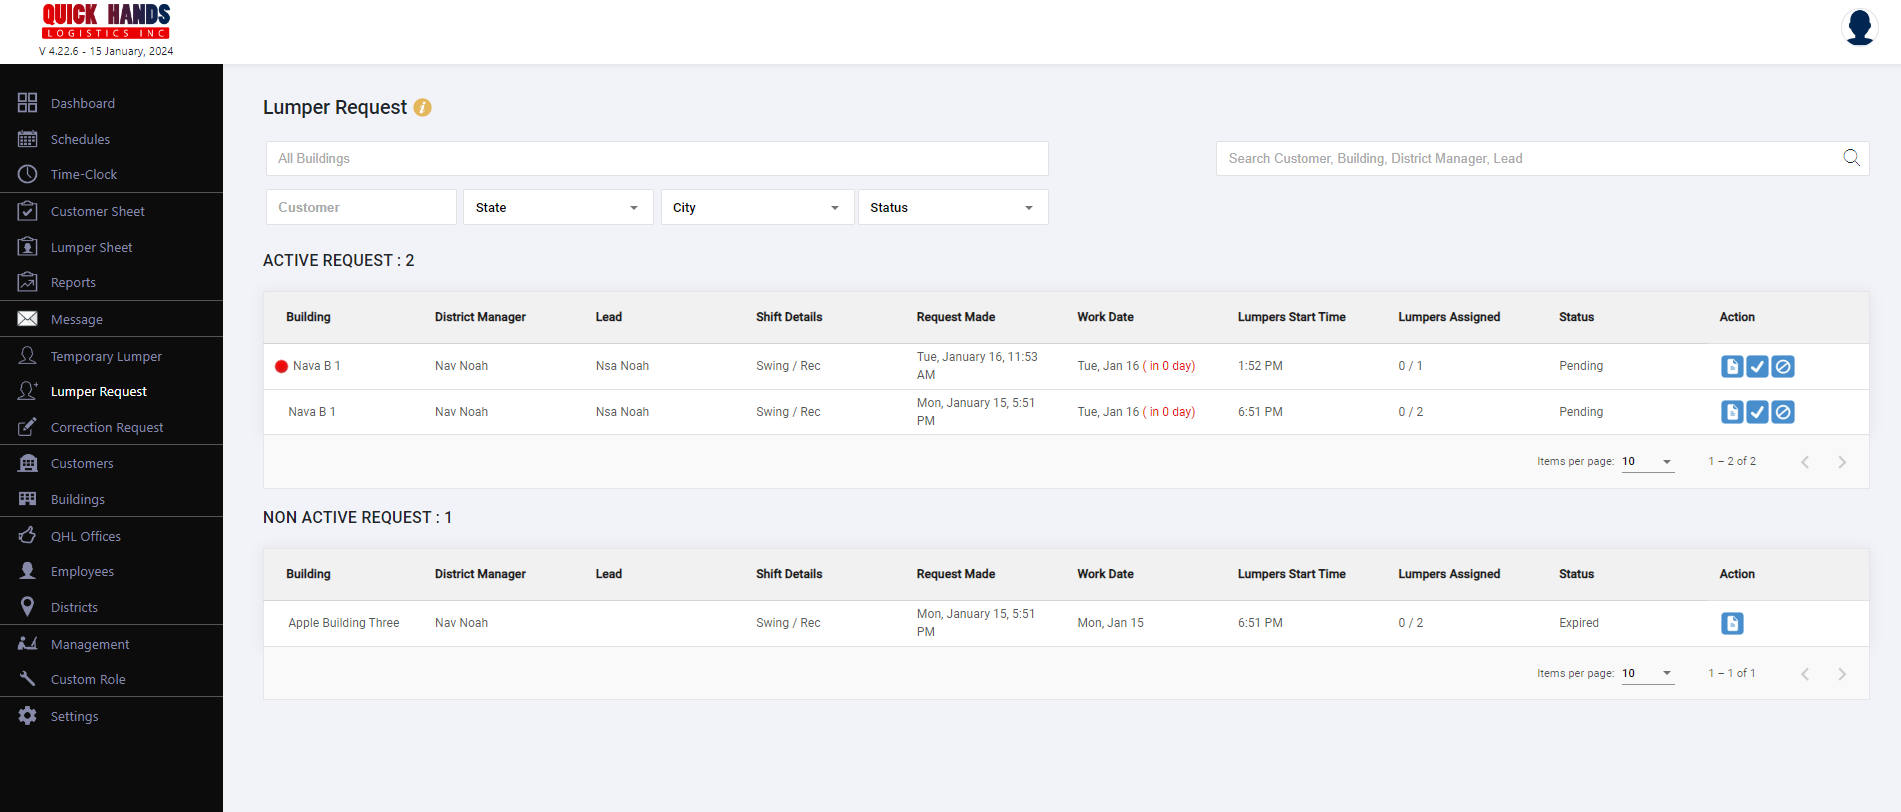 QUICK HANDS
LOGISTICS INC
V 4.22.6 - 15 January, 2024
Dashboard
Schedules
Time-Clock
Customer Sheet
Lumper Sheet
Reports
Message
Temporary Lumper
Lumper Request
Correction Request
Customers
Buildings
QHL Offices
Employees
Districts
Management
Custom Role
Settings
Lumper Request i
All Buildings
Search Customer, Building, District Manager, Lead
Customer State City Status
ACTIVE REQUEST : 2
Building District Manager Lead Shift Details Request Made Work Date Lumpers Start Time Lumpers Assigned Status Action
Nava B 1 Nav Noah Nsa Noah Swing / Rec Tue, January 16, 11:53 AM Tue, Jan 16 ( in 0 day) 1:52 PM 0 / 1 Pending
Nava B 1 Nav Noah Nsa Noah Swing / Rec Mon, January 15, 5:51 PM Tue, Jan 16 ( in 0 day) 6:51 PM 0 / 2 Pending
Items per page: 10 1 – 2 of 2
NON ACTIVE REQUEST : 1
Building District Manager Lead Shift Details Request Made Work Date Lumpers Start Time Lumpers Assigned Status Action
Apple Building Three Nav Noah Swing / Rec Mon, January 15, 5:51 PM Mon, Jan 15 6:51 PM 0 / 2 Expired
Items per page: 10 1 – 1 of 1